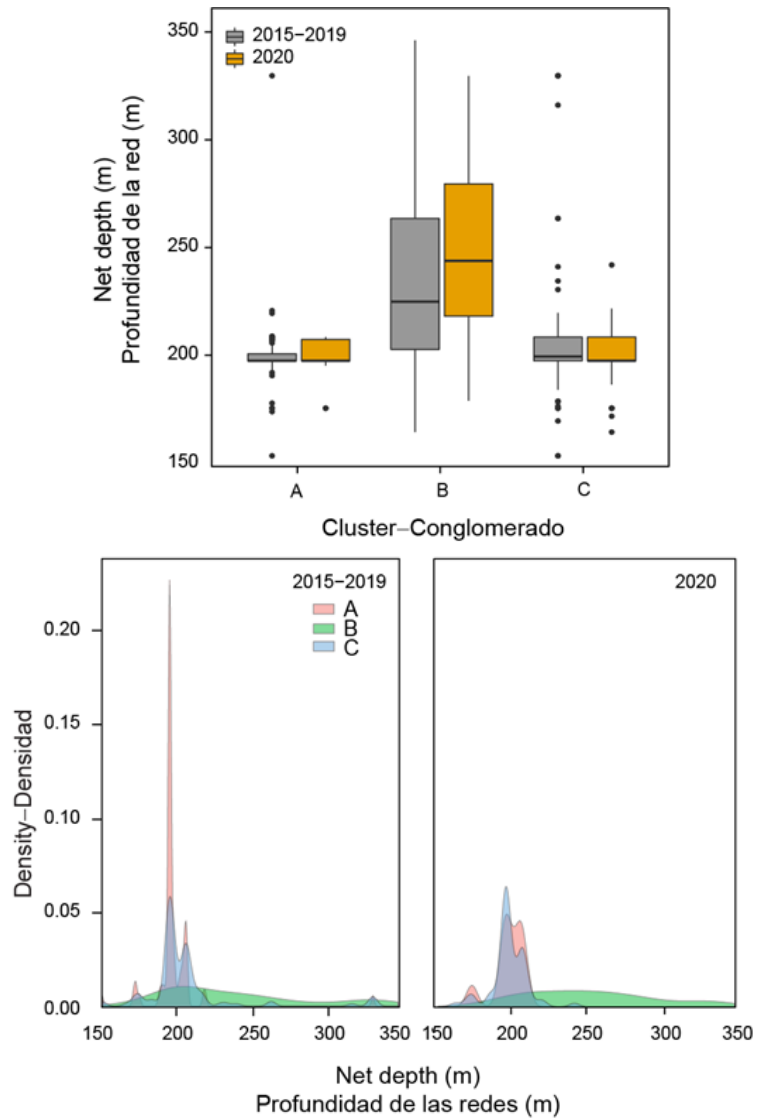 Net depth (m)
Profundidad de la red (m)
350
300
250
200
150
2015–2019
2020
A
B
C
Cluster–Conglomerado
Density–Densidad
0.20
0.15
0.10
0.05
0.00
2015–2019
A
B
C
2020
150
200
250
300
350
150
200
250
300
350
Net depth (m)
Profundidad de las redes (m)